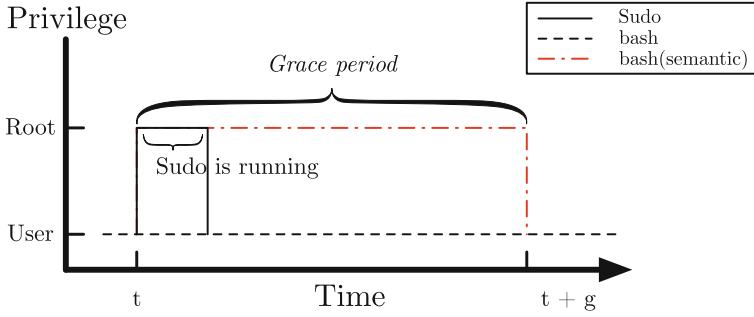 Privilege
Sudo
bash
bash(semantic)
Grace period
Root
Sudo is running
User
t
Time
t + g